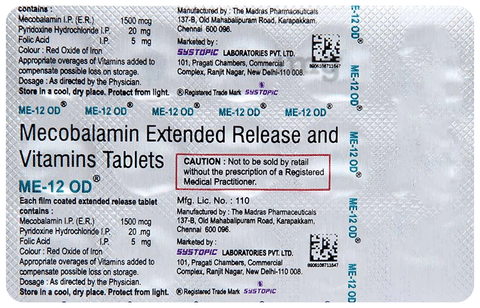 contains :
Mecobalamin I.P. (E.R.) 1500 mcg
Pyridoxine Hydrochloride I.P. 20 mg
Folic Acid I.P. 5 mg
Colour : Red Oxide of Iron
Appropriate overages of Vitamins added to
compensate possible loss on storage.
Dosage : As directed by the Physician.
Store in a cool, dry place. Protect from light.
Manufactured by : The Madras Pharmaceuticals
137-B, Old Mahabalipuram Road, Karapakkam,
Chennai 600 096.
Marketed by :
SYSTOPIC LABORATORIES PVT. LTD.
101, Pragati Chambers, Commercial
Complex, Ranjit Nagar, New Delhi-110 008.
® Registered Trade Mark SYSTOPIC
ME-12 OD® ME-12 OD® ME-12 OD® ME-12 OD® ME-12 OD®
Mecobalamin Extended Release and
Vitamins Tablets
ME-12 OD®
CAUTION : Not to be sold by retail
without the prescription of a Registered
Medical Practitioner.
Each film coated extended release tablet
contains :
Mecobalamin I.P. (E.R.) 1500 mcg
Pyridoxine Hydrochloride I.P. 20 mg
Folic Acid I.P. 5 mg
Colour : Red Oxide of Iron
Appropriate overages of Vitamins added to
compensate possible loss on storage.
Dosage : As directed by the Physician.
Store in a cool, dry place. Protect from light.
Mfg. Lic. No. : 110
Manufactured by : The Madras Pharmaceuticals
137-B, Old Mahabalipuram Road, Karapakkam,
Chennai 600 096.
Marketed by :
SYSTOPIC LABORATORIES PVT. LTD.
101, Pragati Chambers, Commercial
Complex, Ranjit Nagar, New Delhi-110 008.
® Registered Trade Mark SYSTOPIC